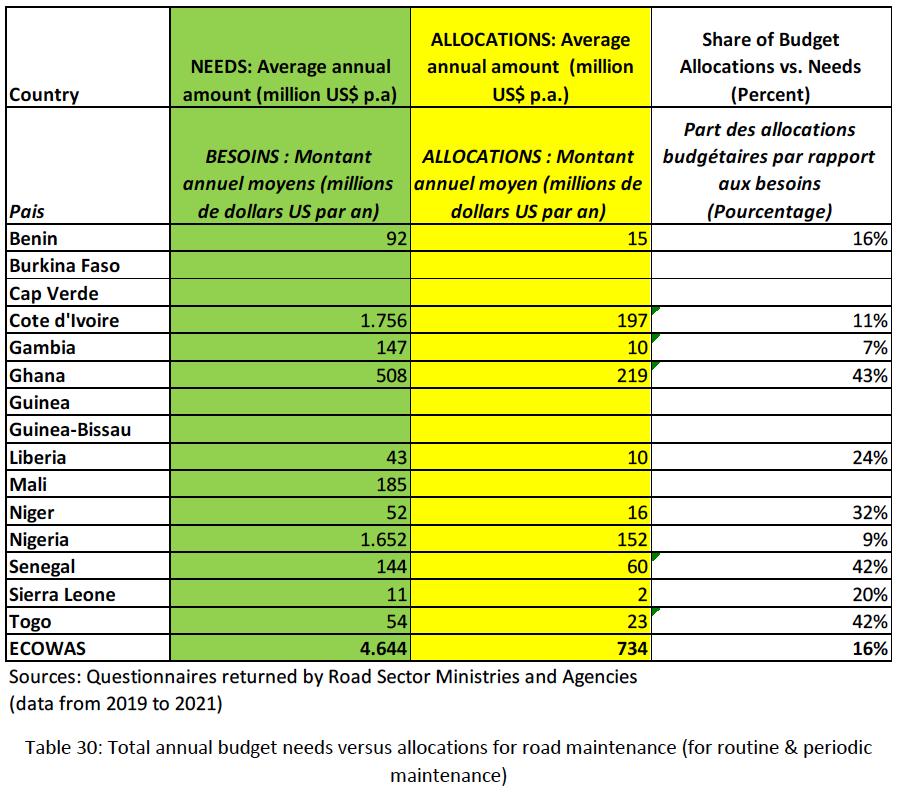 Country
NEEDS: Average annual
amount (million US$ p.a)
ALLOCATIONS: Average
annual amount (million
US$ p.a.)
Share of Budget
Allocations vs. Needs
(Percent)
Pais
BESOINS : Montant
annuel moyens (millions
de dollars US par an)
ALLOCATIONS : Montant
annuel moyen (millions de
dollars US par an)
Part des allocations
budgétaires par rapport
aux besoins
(Pourcentage)
Benin 92 15 16%
Burkina Faso
Cap Verde
Cote d'Ivoire 1.756 197 11%
Gambia 147 10 7%
Ghana 508 219 43%
Guinea
Guinea-Bissau
Liberia 43 10 24%
Mali 185
Niger 52 16 32%
Nigeria 1.652 152 9%
Senegal 144 60 42%
Sierra Leone 11 2 20%
Togo 54 23 42%
ECOWAS 4.644 734 16%
Sources: Questionnaires returned by Road Sector Ministries and Agencies
(data from 2019 to 2021)
Table 30: Total annual budget needs versus allocations for road maintenance (for routine & periodic
maintenance)